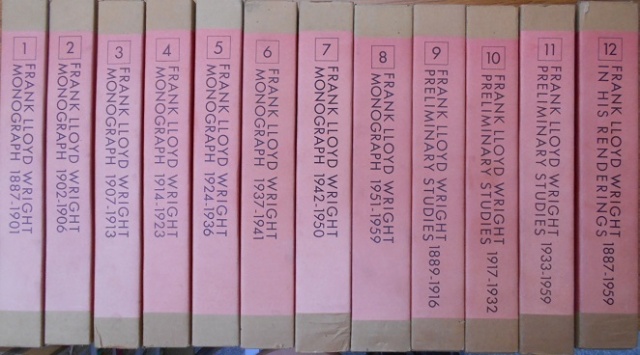 1
FRANK LLOYD WRIGHT
MONOGRAPH 1887-1901
2
FRANK LLOYD WRIGHT
MONOGRAPH 1902-1906
3
FRANK LLOYD WRIGHT
MONOGRAPH 1907-1913
4
FRANK LLOYD WRIGHT
MONOGRAPH 1914-1923
5
FRANK LLOYD WRIGHT
MONOGRAPH 1924-1936
6
FRANK LLOYD WRIGHT
MONOGRAPH 1937-1941
7
FRANK LLOYD WRIGHT
MONOGRAPH 1942-1950
8
FRANK LLOYD WRIGHT
MONOGRAPH 1951-1959
9
FRANK LLOYD WRIGHT
PRELIMINARY STUDIES 1889-1916
10
FRANK LLOYD WRIGHT
PRELIMINARY STUDIES 1917-1932
11
FRANK LLOYD WRIGHT
PRELIMINARY STUDIES 1933-1959
12
FRANK LLOYD WRIGHT
IN HIS RENDERINGS 1887-1959